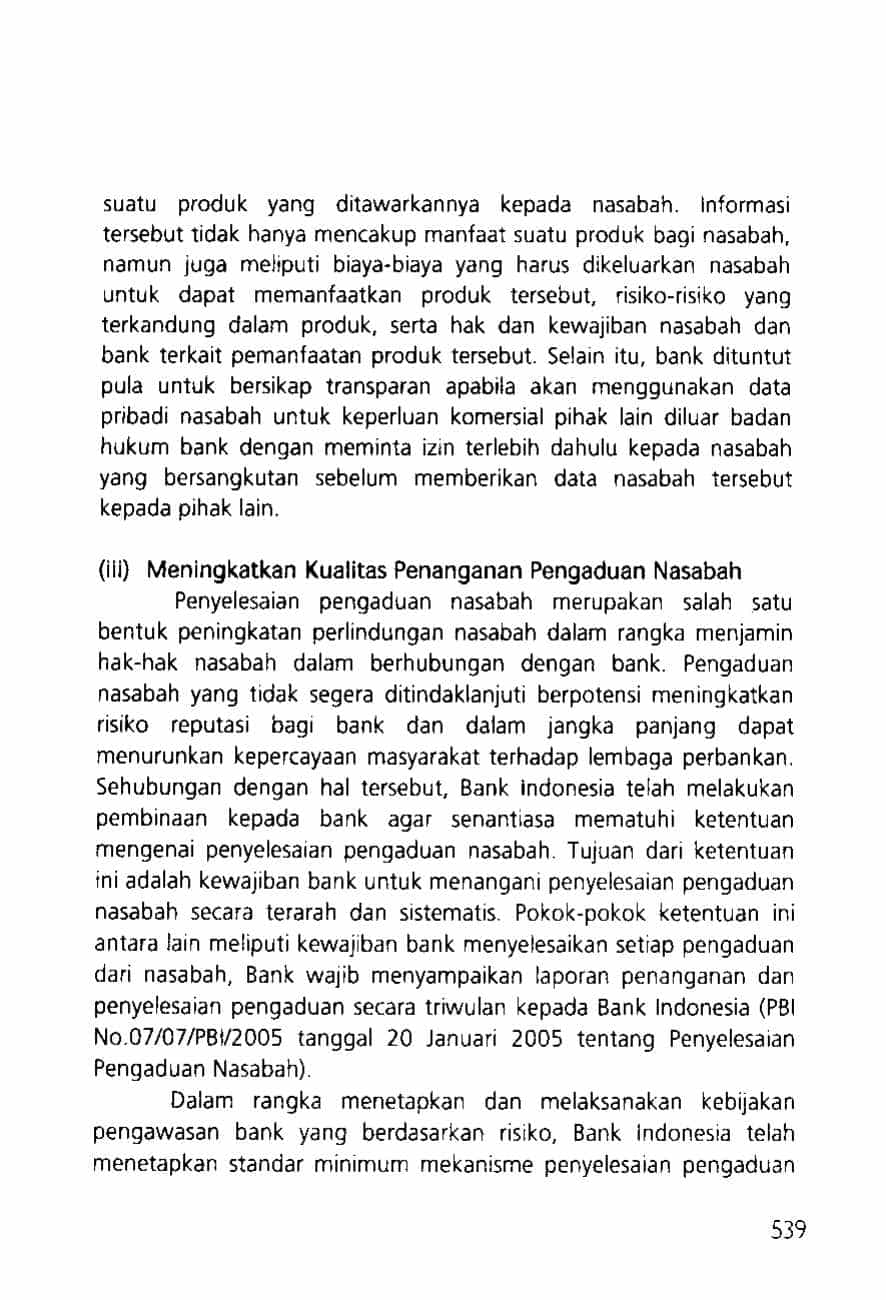 suatu produk yang ditawarkannya kepada nasabah. Informasi
tersebut tidak hanya mencakup manfaat suatu produk bagi nasabah,
namun juga meliputi biaya-biaya yang harus dikeluarkan nasabah
untuk dapat memanfaatkan produk tersebut, risiko-risiko yang
terkandung dalam produk, serta hak dan kewajiban nasabah dan
bank terkait pemanfaatan produk tersebut. Selain itu, bank dituntut
pula untuk bersikap transparan apabila akan menggunakan data
pribadi nasabah untuk keperluan komersial pihak lain diluar badan
hukum bank dengan meminta izin terlebih dahulu kepada nasabah
yang bersangkutan sebelum memberikan data nasabah tersebut
kepada pihak lain.
(iii) Meningkatkan Kualitas Penanganan Pengaduan Nasabah
Penyelesaian pengaduan nasabah merupakan salah satu
bentuk peningkatan perlindungan nasabah dalam rangka menjamin
hak-hak nasabah dalam berhubungan dengan bank. Pengaduan
nasabah yang tidak segera ditindaklanjuti berpotensi meningkatkan
risiko reputasi bagi bank dan dalam jangka panjang dapat
menurunkan kepercayaan masyarakat terhadap lembaga perbankan.
Sehubungan dengan hal tersebut, Bank Indonesia telah melakukan
pembinaan kepada bank agar senantiasa mematuhi ketentuan
mengenai penyelesaian pengaduan nasabah. Tujuan dari ketentuan
ini adalah kewajiban bank untuk menangani penyelesaian pengaduan
nasabah secara terarah dan sistematis. Pokok-pokok ketentuan ini
antara lain meliputi kewajiban bank menyelesaikan setiap pengaduan
dari nasabah, Bank wajib menyampaikan laporan penanganan dan
penyelesaian pengaduan secara triwulan kepada Bank Indonesia (PBI
No.07/07/PBI/2005 tanggal 20 Januari 2005 tentang Penyelesaian
Pengaduan Nasabah).
Dalam rangka menetapkan dan melaksanakan kebijakan
pengawasan bank yang berdasarkan risiko, Bank Indonesia telah
menetapkan standar minimum mekanisme penyelesaian pengaduan
539